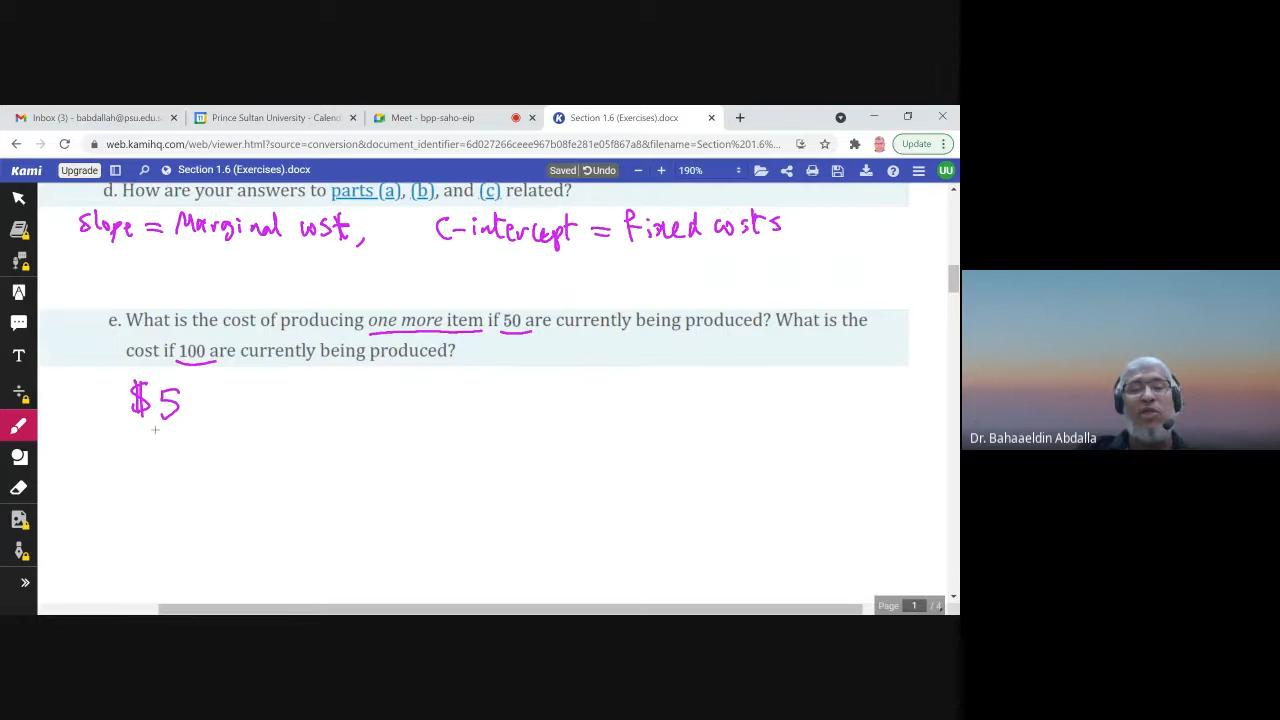 Inbox (3) - babdallah@psu.edu.s
Prince Sultan University - Calend
Meet - bpp-saho-eip
Section 1.6 (Exercises).docx
web.kamihq.com/web/viewer.html?source=conversion&document_identifier=6d027266ceee967b08fe281e05f867a8&filename=Section%201.6%...
Update
Kami
Upgrade
Section 1.6 (Exercises).docx
Saved
Undo
190%
UU
d. How are your answers to parts (a), (b), and (c) related?
Slope = Marginal cost, C-intercept = Fixed costs
e. What is the cost of producing one more item if 50 are currently being produced? What is the
cost if 100 are currently being produced?
$5
Dr. Bahaaeldin Abdalla
Page 1 / 4